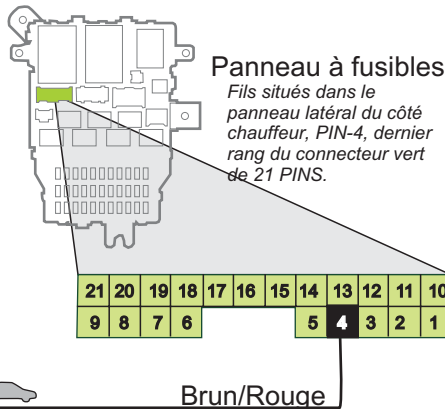 Panneau à fusibles
Fils situés dans le
panneau latéral du côté
chauffeur, PIN-4, dernier
rang du connecteur vert
de 21 PINS.
21 20 19 18 17 16 15 14 13 12 11 10
9 8 7 6 5 4 3 2 1
Brun/Rouge